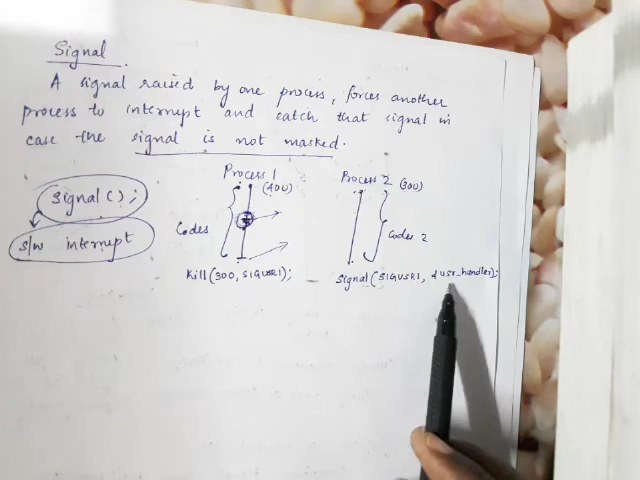 Signal
A signal raised by one process, forces another
process to interrupt and catch that signal in
case the signal is not masked.
Process 1
(400)
Process 2 (300)
Signal();
s/w interrupt
Codes
Codes 2
Kill(300, SIGUSR1);
Signal(SIGUSR1, &usr_handler);